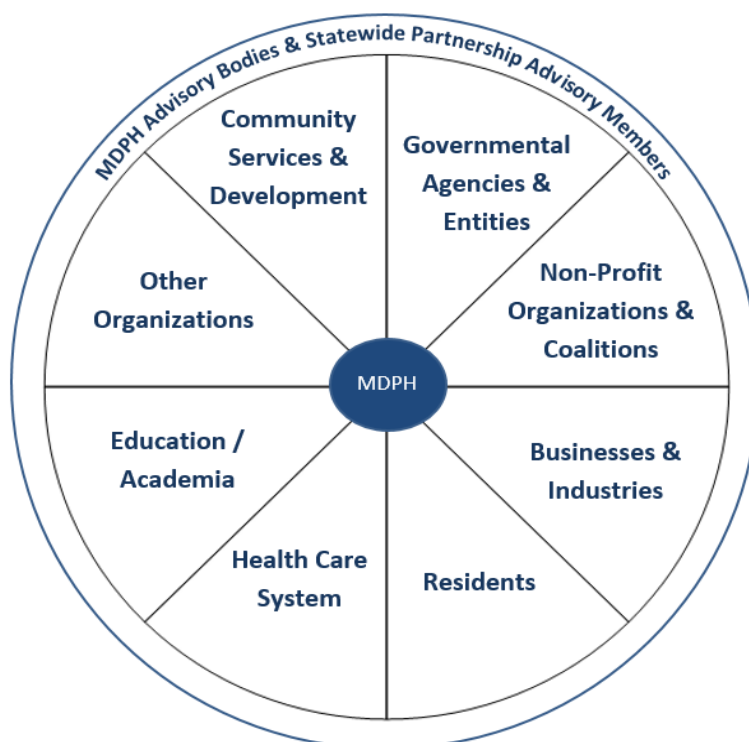 MDPH Advisory Bodies & Statewide Partnership Advisory Members
Community
Services &
Development
Governmental
Agencies &
Entities
Non-Profit
Organizations &
Coalitions
Businesses &
Industries
Residents
Health Care
System
Education /
Academia
Other
Organizations
MDPH